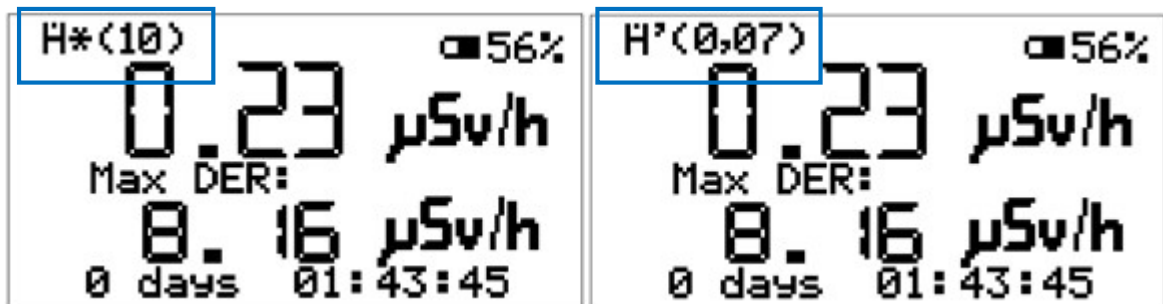 Ḣ*(10) 56%
0.23 µSv/h
Max DER:
8.16 µSv/h
0 days 01:43:45
Ḣ'(0,07) 56%
0.23 µSv/h
Max DER:
8.16 µSv/h
0 days 01:43:45